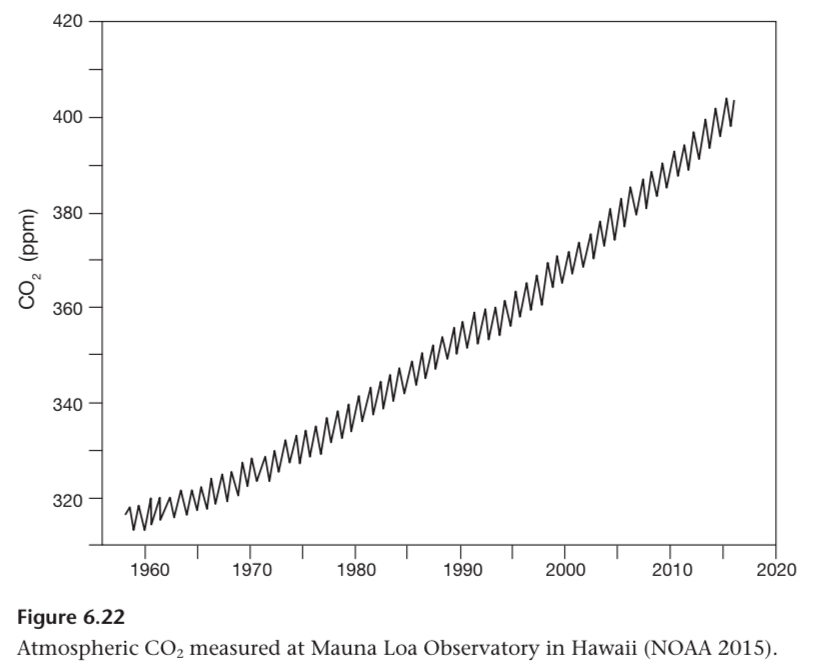 420
400
380
360
340
320
CO₂ (ppm)
1960 1970 1980 1990 2000 2010 2020
Figure 6.22
Atmospheric CO₂ measured at Mauna Loa Observatory in Hawaii (NOAA 2015).